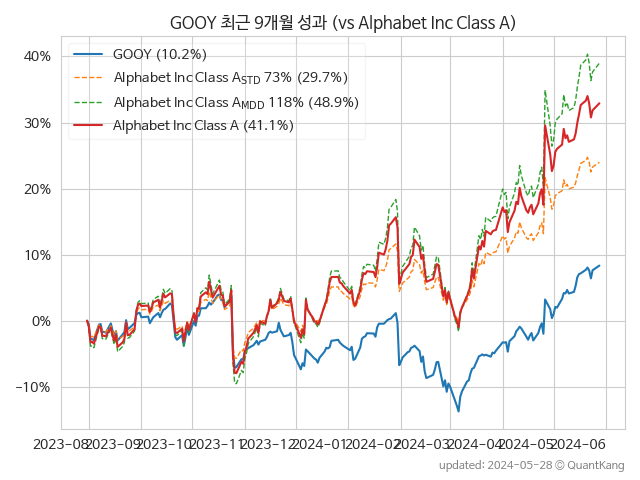 GOOY 최근 9개월 성과 (vs Alphabet Inc Class A)
GOOY (10.2%)
Alphabet Inc Class A_STD 73% (29.7%)
Alphabet Inc Class A_MDD 118% (48.9%)
Alphabet Inc Class A (41.1%)
40%
30%
20%
10%
0%
−10%
2023-08 2023-09 2023-10 2023-11 2023-12 2024-01 2024-02 2024-03 2024-04 2024-05 2024-06
updated: 2024-05-28 © QuantKang